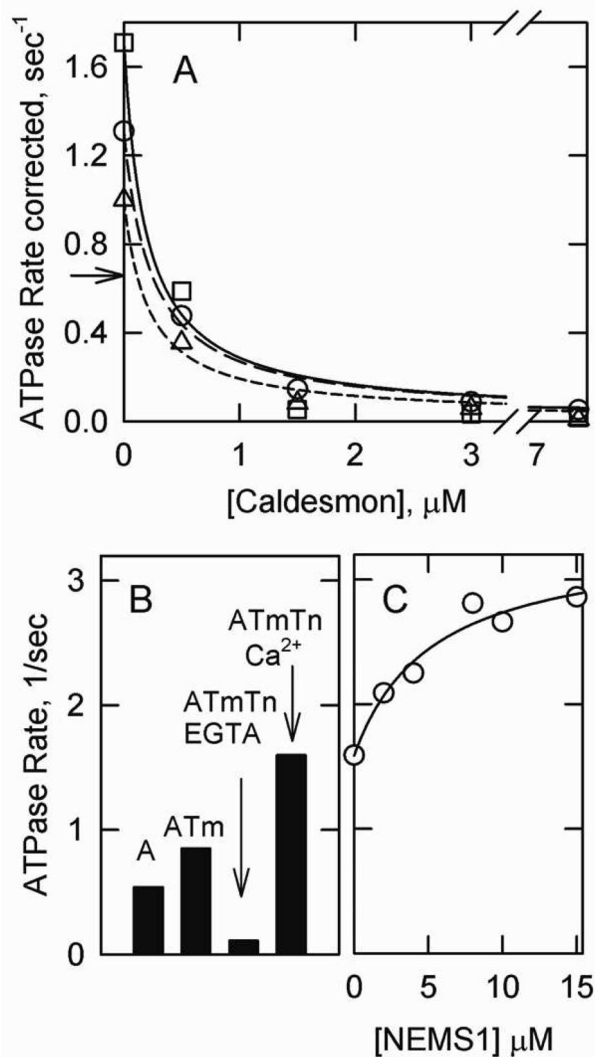 A
ATPase Rate corrected, sec⁻¹
1.6
1.2
0.8
0.4
0.0
0 1 2 3 7
[Caldesmon], μM
B
C
ATPase Rate, 1/sec
3
2
1
0
ATmTn
Ca²⁺
ATmTn
EGTA
ATm
A
0 5 10 15
[NEMS1] μM